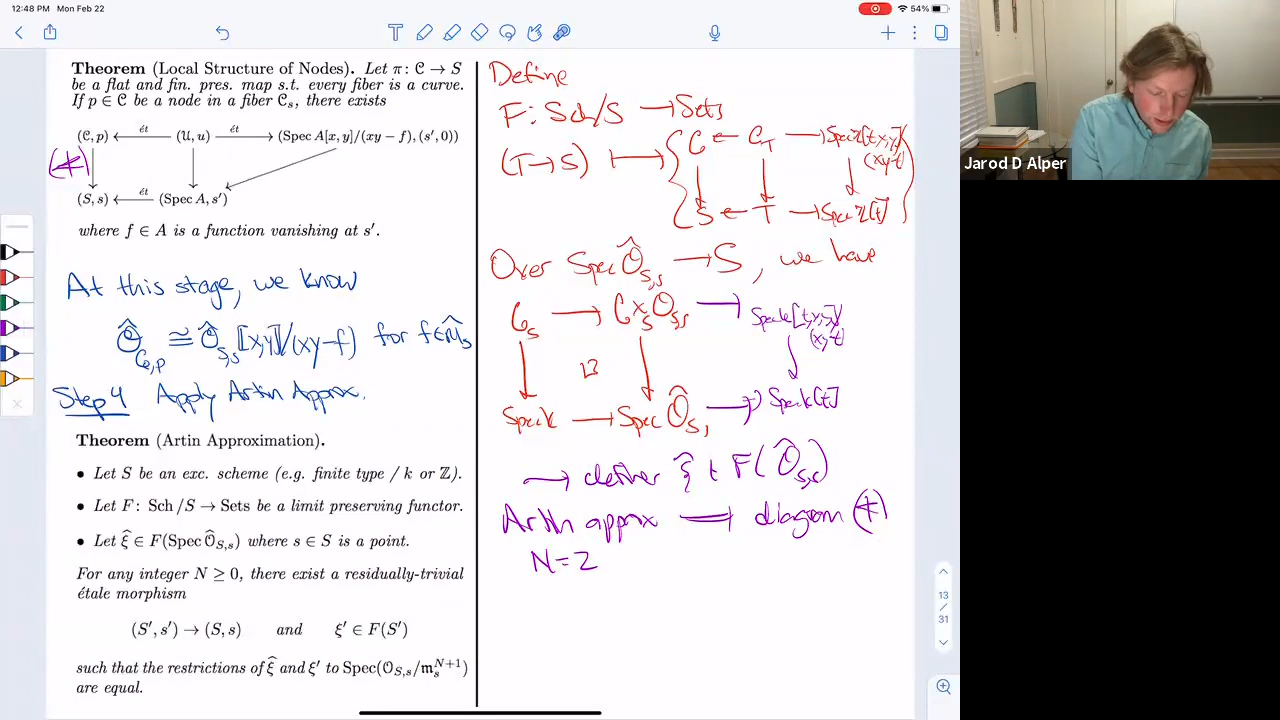 12:48 PM Mon Feb 22
54%
Theorem (Local Structure of Nodes). Let π: C → S
be a flat and fin. pres. map s.t. every fiber is a curve.
If p ∈ C be a node in a fiber C_s, there exists
(C, p) ←ét (U, u) →ét (Spec A[x, y]/(xy − f), (s′, 0))
(*)
(S, s) ←ét (Spec A, s′)
where f ∈ A is a function vanishing at s′.
At this stage, we know
Ô_{C,p} ≅ Ô_{S,s}[[x,y]]/(xy−f) for f ∈ m̂_s
Step 4 Apply Artin Approx.
Theorem (Artin Approximation).
• Let S be an exc. scheme (e.g. finite type / k or ℤ).
• Let F: Sch/S → Sets be a limit preserving functor.
• Let ξ̂ ∈ F(Spec Ô_{S,s}) where s ∈ S is a point.
For any integer N ≥ 0, there exist a residually-trivial
étale morphism
(S′, s′) → (S, s) and ξ′ ∈ F(S′)
such that the restrictions of ξ̂ and ξ′ to Spec(O_{S,s}/m_s^{N+1})
are equal.
Define
F: Sch/S → Sets
(T → S) ↦ { C ← C_T → Spec ℤ[t,x,y]/(xy−t)
S ← T → Spec ℤ[t] }
Over Spec Ô_{S,s} → S, we have
C_s → C ×_S Ô_{S,s} → Spec k[t,x,y]/(xy−t)
Spec k → Spec Ô_{S,s} → Spec k[t]
→ defines ξ̂ ∈ F(Ô_{S,s})
Artin approx ⟹ diagram (*)
N=2
13
/
31
Jarod D Alper